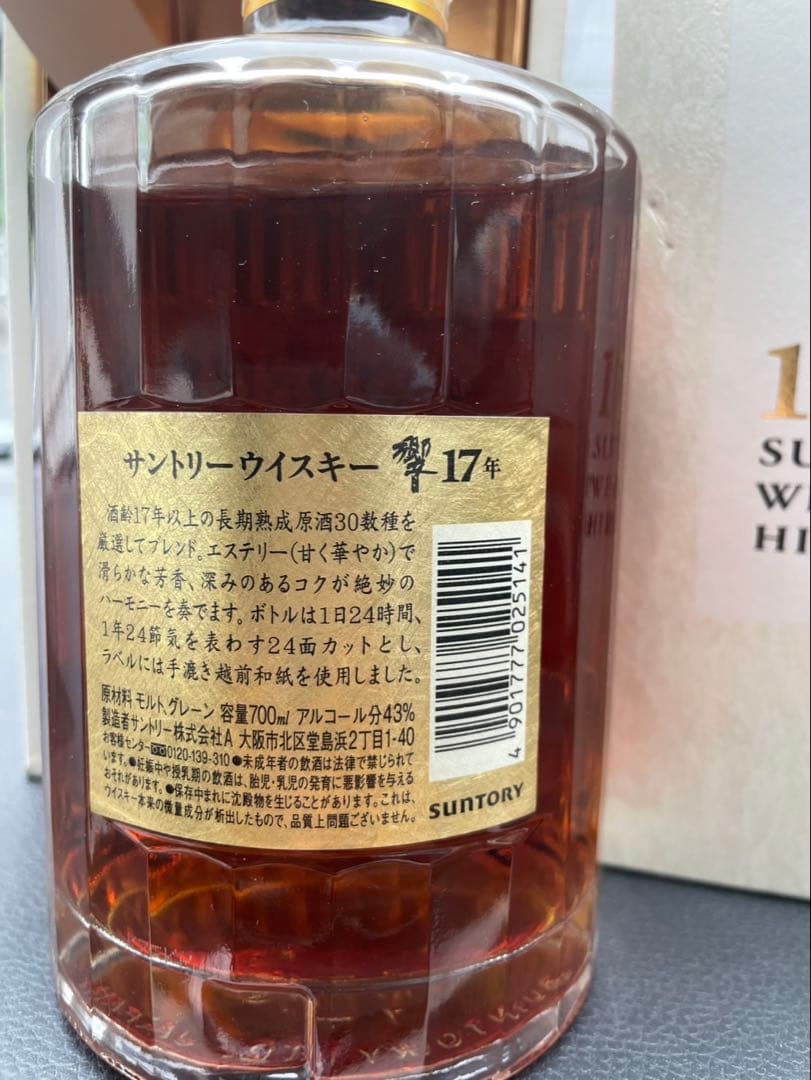 サントリーウイスキー 響 17年
酒齢17年以上の長期熟成原酒30数種を
厳選してブレンド。エステリー(甘く華やか)で
滑らかな芳香、深みのあるコクが絶妙の
ハーモニーを奏でます。ボトルは1日24時間、
1年24節気を表わす24面カットとし、
ラベルには手漉き越前和紙を使用しました。
原材料 モルト、グレーン 容量700ml アルコール分43%
製造者サントリー株式会社A 大阪市北区堂島浜2丁目1-40
お客様センター 0120-139-310 ●未成年者の飲酒は法律で禁じられて
います。●妊娠中や授乳期の飲酒は、胎児・乳児の発育に悪影響を与える
おそれがあります。●保存中まれに沈殿物を生じることがあります。これは、
ウイスキー本来の微量成分が析出したもので、品質上問題ございません。
4 901777 025141
SUNTORY
1
SU
W
HI